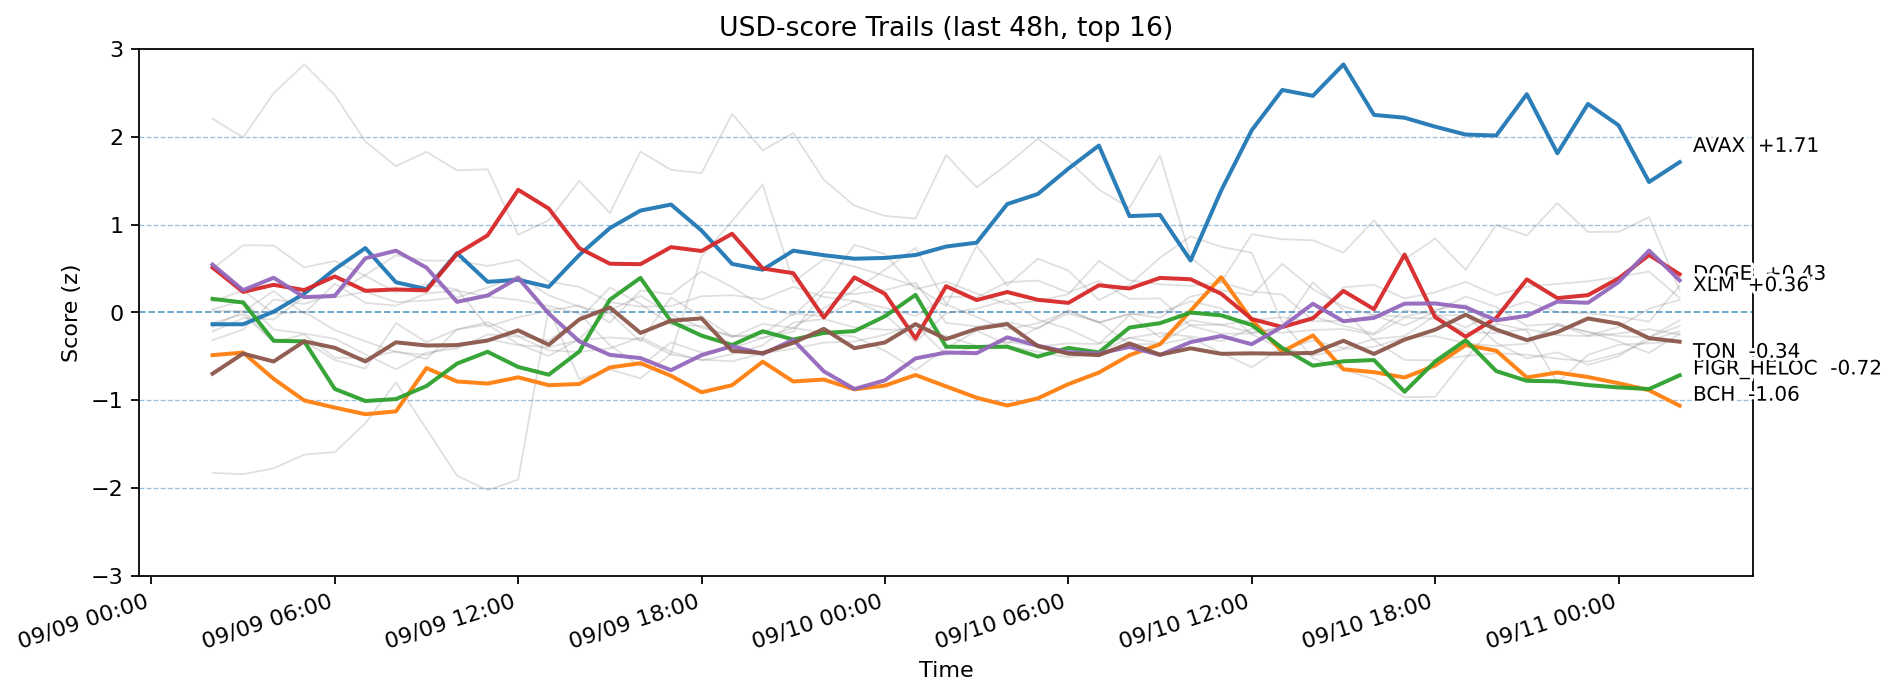 USD-score Trails (last 48h, top 16)
3
2
1
0
−1
−2
−3
Score (z)
AVAX +1.71
DOGE +0.43
XLM +0.36
TON -0.34
FIGR_HELOC -0.72
BCH -1.06
09/09 00:00
09/09 06:00
09/09 12:00
09/09 18:00
09/10 00:00
09/10 06:00
09/10 12:00
09/10 18:00
09/11 00:00
Time